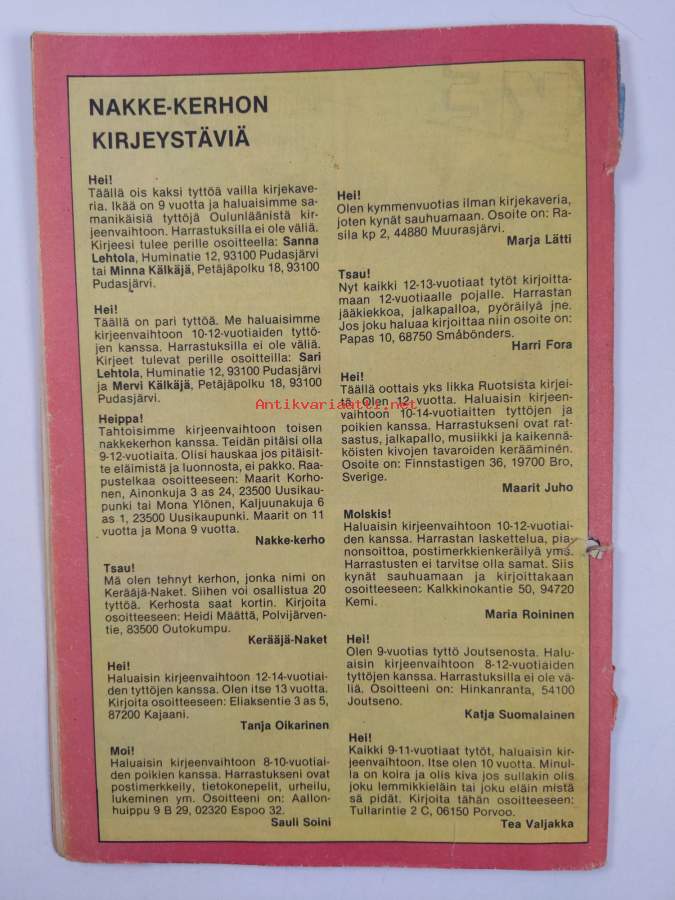 NAKKE-KERHON
KIRJEYSTÄVIÄ
Hei!
Täällä ois kaksi tyttöä vailla kirjekave-
ria. Ikää on 9 vuotta ja haluaisimme sa-
manikäisiä tyttöjä Oulunläänistä kir-
jeenvaihtoon. Harrastuksilla ei ole väliä.
Kirjeesi tulee perille osoitteella: Sanna
Lehtola, Huminatie 12, 93100 Pudasjärvi
tai Minna Kälkäjä, Petäjäpolku 18, 93100
Pudasjärvi.
Hei!
Täällä on pari tyttöä. Me haluaisimme
kirjeenvaihtoon 10-12-vuotiaiden tyttö-
jen kanssa. Harrastuksilla ei ole väliä.
Kirjeet tulevat perille osoitteilla: Sari
Lehtola, Huminatie 12, 93100 Pudasjärvi
ja Mervi Kälkäjä, Petäjäpolku 18, 93100
Pudasjärvi.
Heippa!
Tahtoisimme kirjeenvaihtoon toisen
nakkekerhon kanssa. Teidän pitäisi olla
9-12-vuotiaita. Olisi hauskaa jos pitäisit-
te eläimistä ja luonnosta, ei pakko. Raa-
pustelkaa osoitteeseen: Maarit Korho-
nen, Ainonkuja 3 as 24, 23500 Uusikau-
punki tai Mona Ylönen, Kaljuunakuja 6
as 1, 23500 Uusikaupunki. Maarit on 11
vuotta ja Mona 9 vuotta.
Nakke-kerho
Tsau!
Mä olen tehnyt kerhon, jonka nimi on
Kerääjä-Naket. Siihen voi osallistua 20
tyttöä. Kerhosta saat kortin. Kirjoita
osoitteeseen: Heidi Määttä, Polvijärven-
tie, 83500 Outokumpu.
Kerääjä-Naket
Hei!
Haluaisin kirjeenvaihtoon 12-14-vuotiai-
den tyttöjen kanssa. Olen itse 13 vuotta.
Kirjoita osoitteeseen: Eliaksentie 3 as 5,
87200 Kajaani.
Tanja Oikarinen
Moi!
Haluaisin kirjeenvaihtoon 8-10-vuotiai-
den poikien kanssa. Harrastukseni ovat
postimerkkeily, tietokonepelit, urheilu,
lukeminen ym. Osoitteeni on: Aallon-
huippu 9 B 29, 02320 Espoo 32.
Sauli Soini
Hei!
Olen kymmenvuotias ilman kirjekaveria,
joten kynät sauhuamaan. Osoite on: Ra-
sila kp 2, 44880 Muurasjärvi.
Marja Lätti
Tsau!
Nyt kaikki 12-13-vuotiaat tytöt kirjoitta-
maan 12-vuotiaalle pojalle. Harrastan
jääkiekkoa, jalkapalloa, pyöräilyä jne.
Jos joku haluaa kirjoittaa niin osoite on:
Papas 10, 68750 Småbönders.
Harri Fora
Hei!
Täällä oottais yks likka Ruotsista kirjei-
tä. Olen 12 vuotta. Haluaisin kirjeen-
vaihtoon 10-14-vuotiaitten tyttöjen ja
poikien kanssa. Harrastukseni ovat rat-
sastus, jalkapallo, musiikki ja kaikennä-
köisten kivojen tavaroiden kerääminen.
Osoite on: Finnstastigen 36, 19700 Bro,
Sverige.
Maarit Juho
Molskis!
Haluaisin kirjeenvaihtoon 10-12-vuotiai-
den kanssa. Harrastan laskettelua, pia-
nonsoittoa, postimerkkienkeräilyä yms.
Harrastusten ei tarvitse olla samat. Siis
kynät sauhuamaan ja kirjoittakaan
osoitteeseen: Kalkkinokantie 50, 94720
Kemi.
Maria Roininen
Hei!
Olen 9-vuotias tyttö Joutsenosta. Halu-
aisin kirjeenvaihtoon 8-12-vuotiaiden
tyttöjen kanssa. Harrastuksilla ei ole vä-
liä. Osoitteeni on: Hinkanranta, 54100
Joutseno.
Katja Suomalainen
Hei!
Kaikki 9-11-vuotiaat tytöt, haluaisin kir-
jeenvaihtoon. Itse olen 10 vuotta. Minul-
la on koira ja olis kiva jos sullakin olis
joku lemmikkieläin tai joku eläin mistä
sä pidät. Kirjoita tähän osoitteeseen:
Tullarintie 2 C, 06150 Porvoo.
Tea Valjakka
Antikvariaatti.net